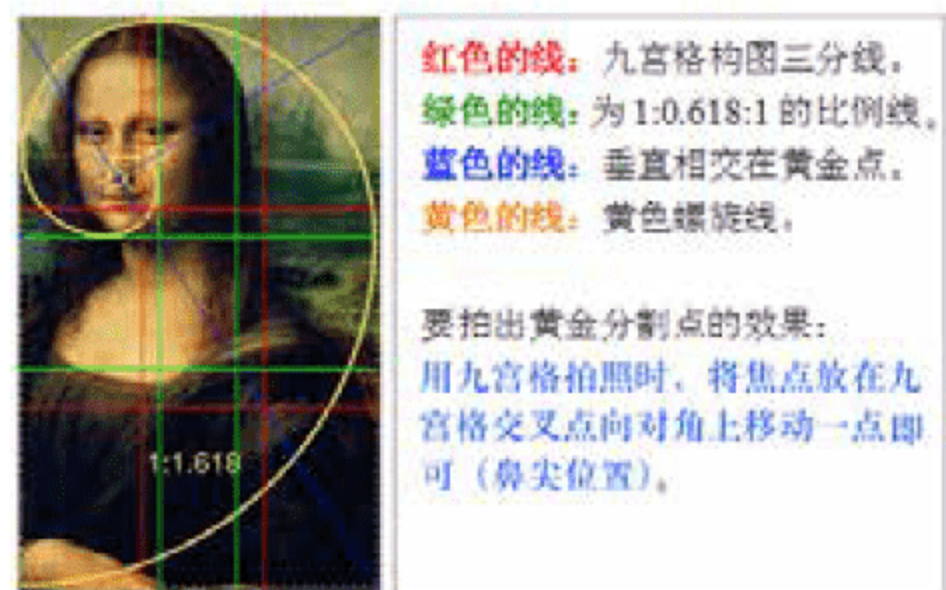 红色的线：九宫格构图三分线。
绿色的线：为 1:0.618:1 的比例线。
蓝色的线：垂直相交在黄金点。
黄色的线：黄色螺旋线。
要拍出黄金分割点的效果：
用九宫格拍照时、将焦点放在九
宫格交叉点向对角上移动一点即
可（鼻尖位置）。
1:1.618